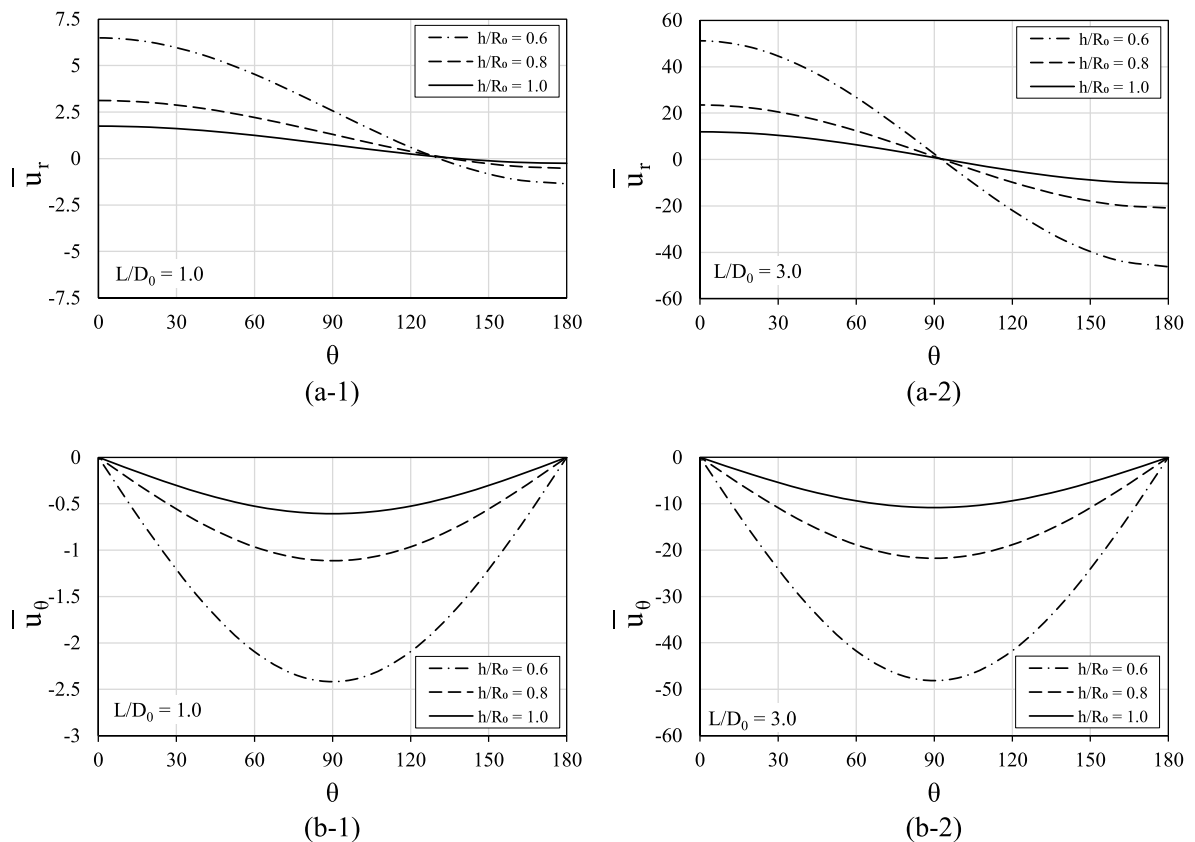 7.5
5
2.5
0
-2.5
-5
-7.5
u̅r
h/R₀ = 0.6
h/R₀ = 0.8
h/R₀ = 1.0
L/D₀ = 1.0
0 30 60 90 120 150 180
θ
(a-1)
60
40
20
0
-20
-40
-60
u̅r
h/R₀ = 0.6
h/R₀ = 0.8
h/R₀ = 1.0
L/D₀ = 3.0
0 30 60 90 120 150 180
θ
(a-2)
0
-0.5
-1
-1.5
-2
-2.5
-3
u̅θ
h/R₀ = 0.6
h/R₀ = 0.8
h/R₀ = 1.0
L/D₀ = 1.0
0 30 60 90 120 150 180
θ
(b-1)
0
-10
-20
-30
-40
-50
-60
u̅θ
h/R₀ = 0.6
h/R₀ = 0.8
h/R₀ = 1.0
L/D₀ = 3.0
0 30 60 90 120 150 180
θ
(b-2)